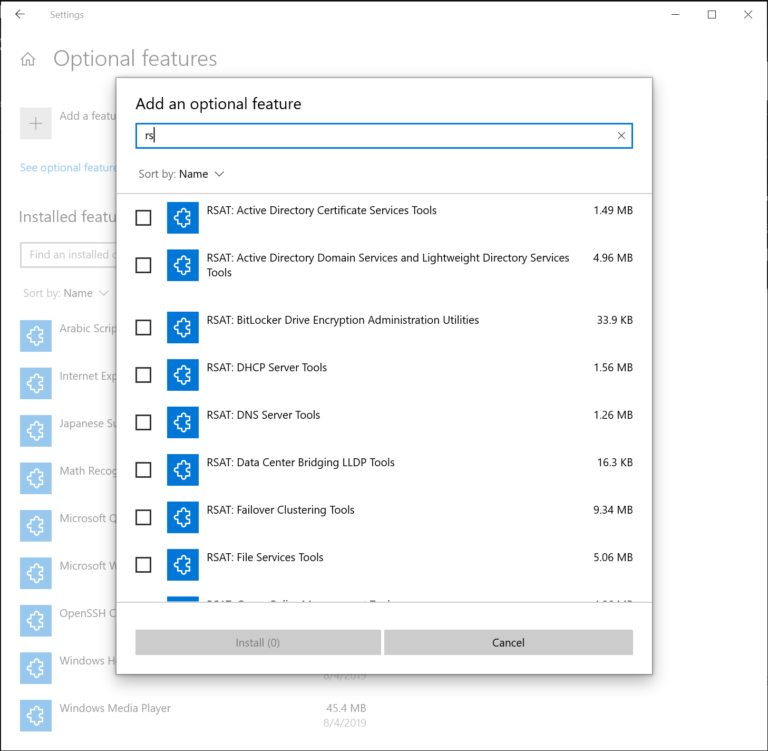 Settings
Optional features
Add a featu
See optional feature
Installed featu
Find an installed o
Sort by: Name
Arabic Scrip
Internet Exp
Japanese Su
Math Recog
Microsoft Q
Microsoft W
OpenSSH C
Windows H
8/4/2019
Windows Media Player
45.4 MB
8/4/2019
Add an optional feature
rs
Sort by: Name
RSAT: Active Directory Certificate Services Tools
1.49 MB
RSAT: Active Directory Domain Services and Lightweight Directory Services
Tools
4.96 MB
RSAT: BitLocker Drive Encryption Administration Utilities
33.9 KB
RSAT: DHCP Server Tools
1.56 MB
RSAT: DNS Server Tools
1.26 MB
RSAT: Data Center Bridging LLDP Tools
16.3 KB
RSAT: Failover Clustering Tools
9.34 MB
RSAT: File Services Tools
5.06 MB
Install (0)
Cancel